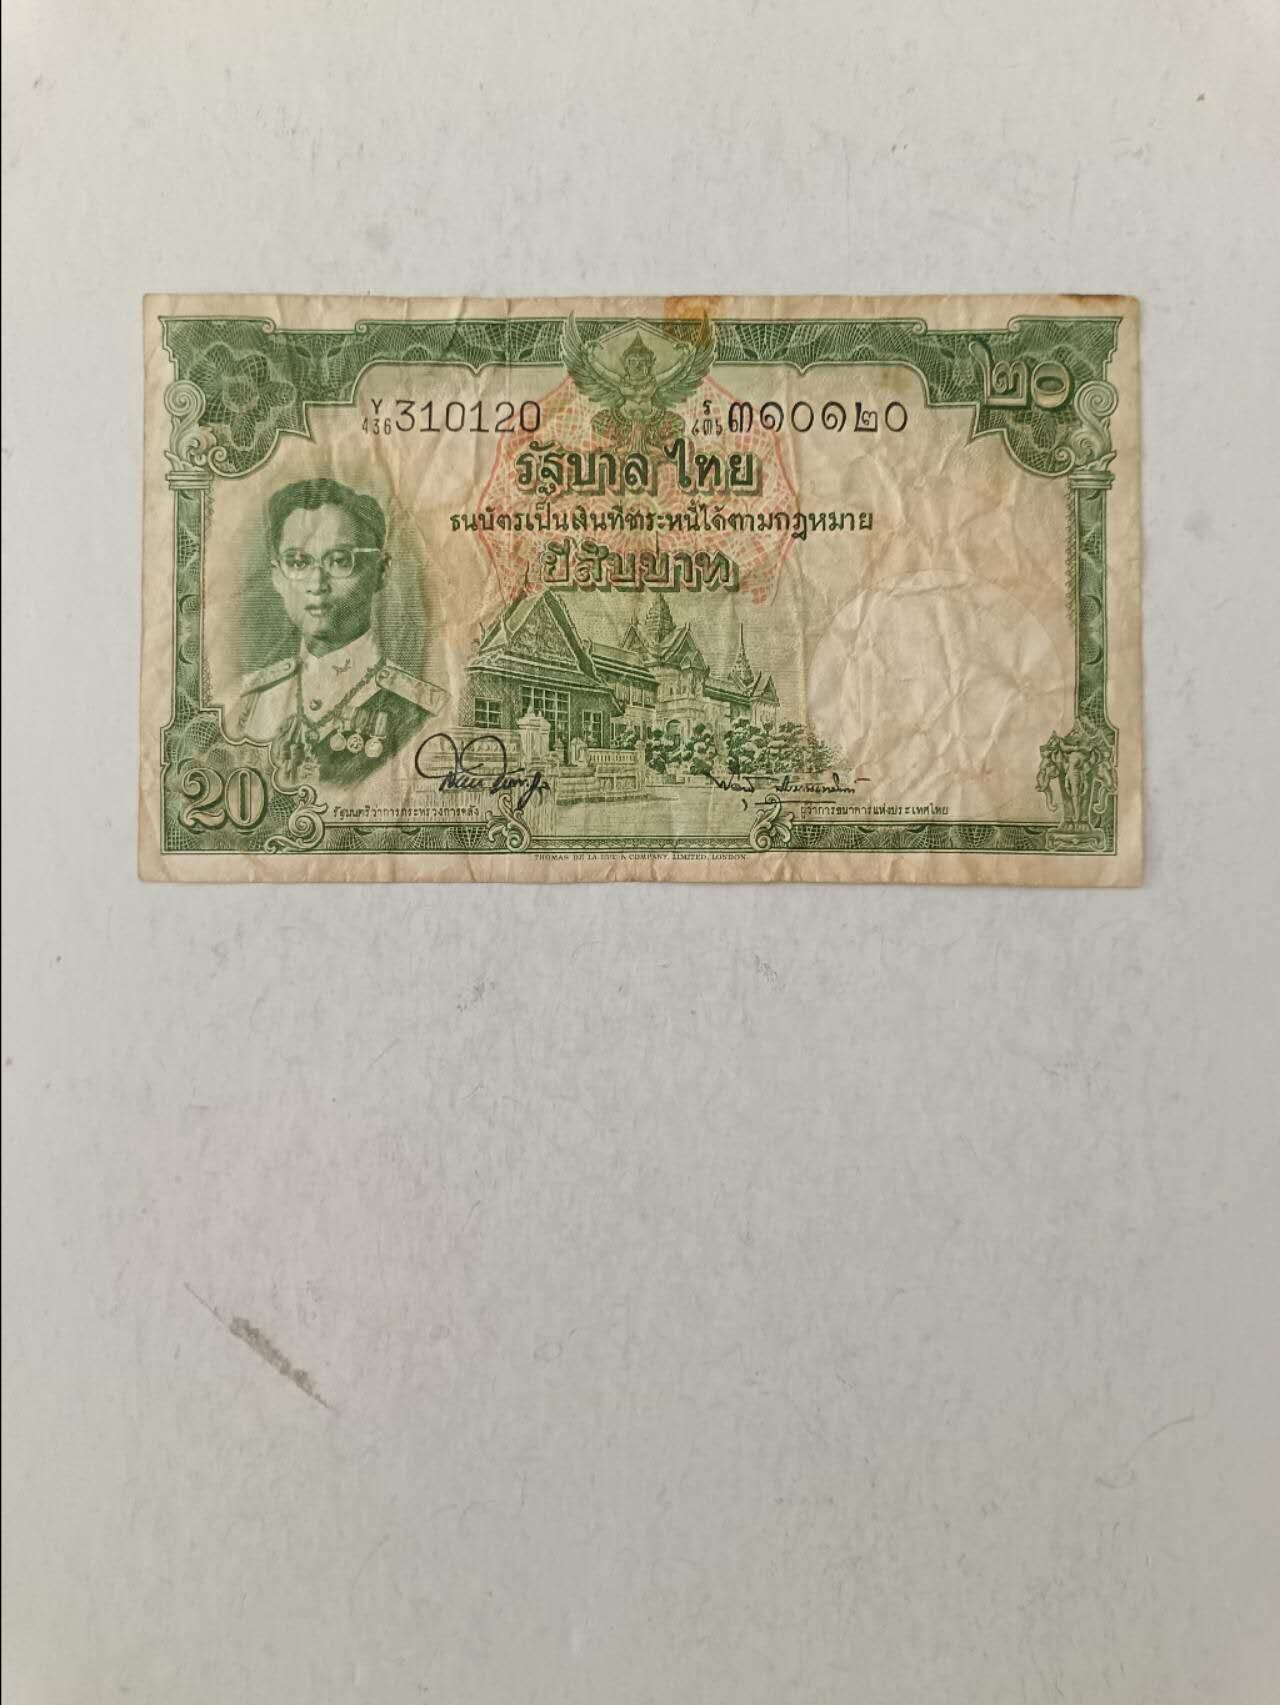 ๒๐
Y
436 310120 ร
๔๓๖ ๓๑๐๑๒๐
รัฐบาล ไทย
ธนบัตรเป็นเงินที่ชำระหนี้ได้ตามกฎหมาย
ยี่สิบบาท
20
รัฐมนตรีว่าการกระทรวงการคลัง ผู้ว่าการธนาคารแห่งประเทศไทย
THOMAS DE LA RUE & COMPANY, LIMITED, LONDON.